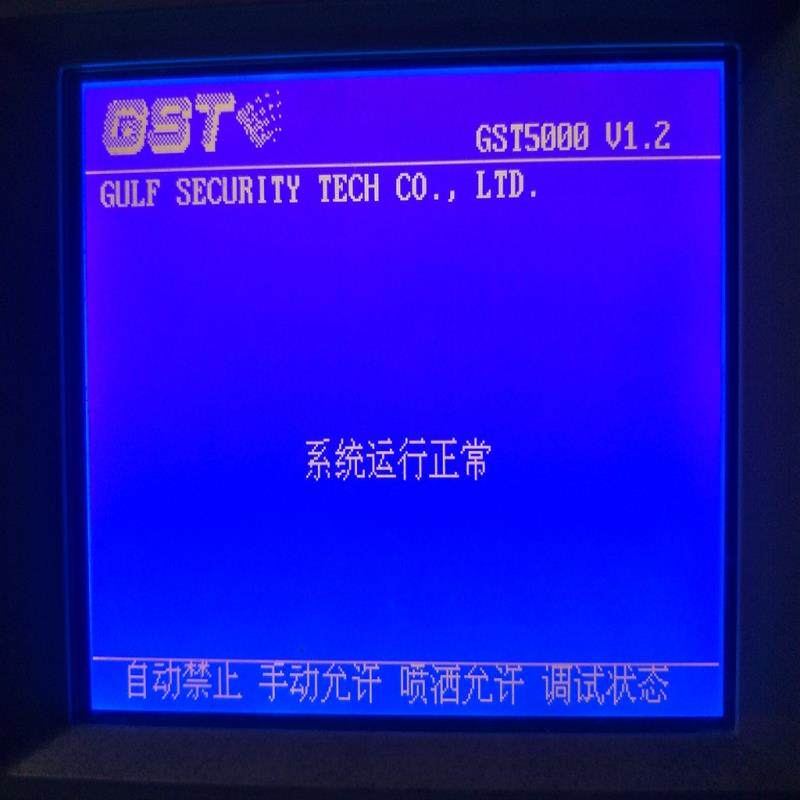 GST
GST5000 V1.2
GULF SECURITY TECH CO., LTD.
系统运行正常
自动禁止 手动允许 喷洒允许 调试状态